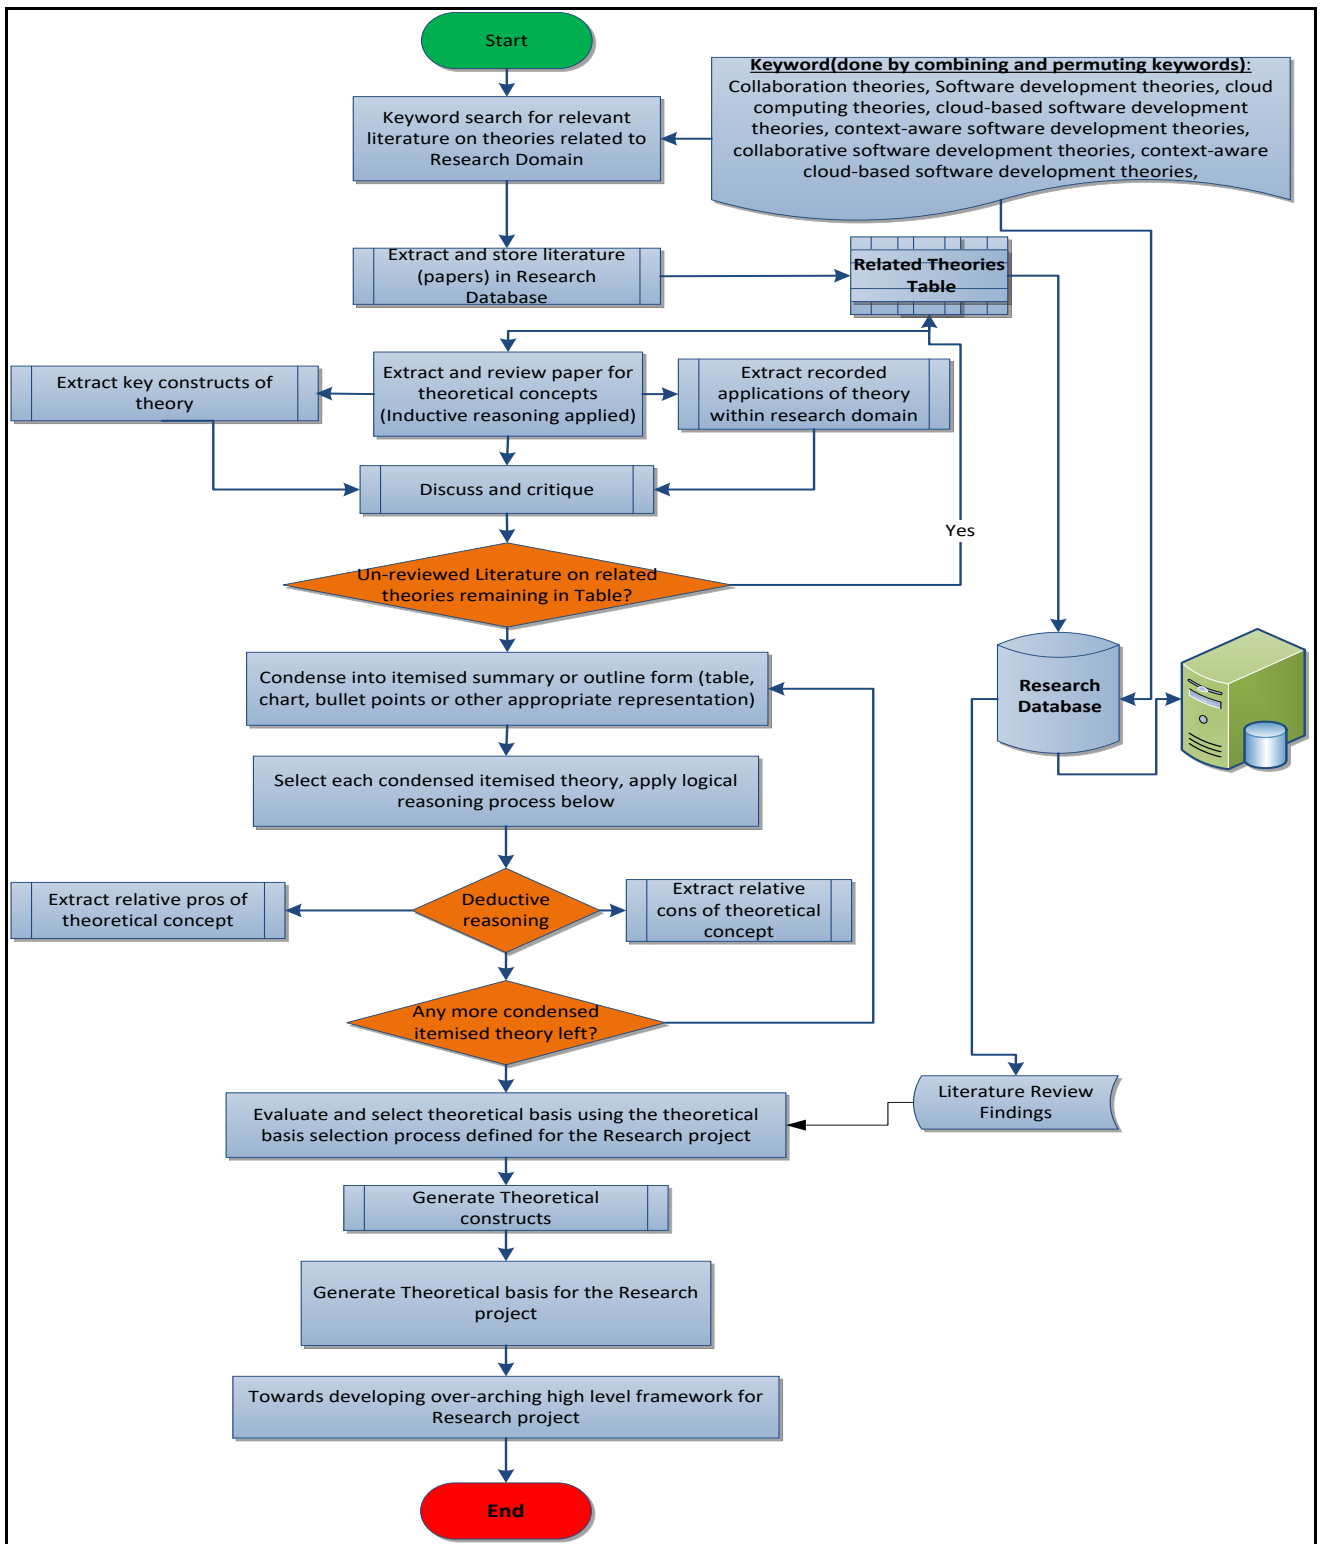 Start
Keyword(done by combining and permuting keywords):
Collaboration theories, Software development theories, cloud
computing theories, cloud-based software development
theories, context-aware software development theories,
collaborative software development theories, context-aware
cloud-based software development theories,
Keyword search for relevant
literature on theories related to
Research Domain
Extract and store literature
(papers) in Research
Database
Related Theories
Table
Extract key constructs of
theory
Extract and review paper for
theoretical concepts
(Inductive reasoning applied)
Extract recorded
applications of theory
within research domain
Discuss and critique
Yes
Un-reviewed Literature on related
theories remaining in Table?
Condense into itemised summary or outline form (table,
chart, bullet points or other appropriate representation)
Research
Database
Select each condensed itemised theory, apply logical
reasoning process below
Extract relative pros of
theoretical concept
Deductive
reasoning
Extract relative
cons of theoretical
concept
Any more condensed
itemised theory left?
Literature Review
Findings
Evaluate and select theoretical basis using the theoretical
basis selection process defined for the Research project
Generate Theoretical
constructs
Generate Theoretical basis for the Research
project
Towards developing over-arching high level framework for
Research project
End